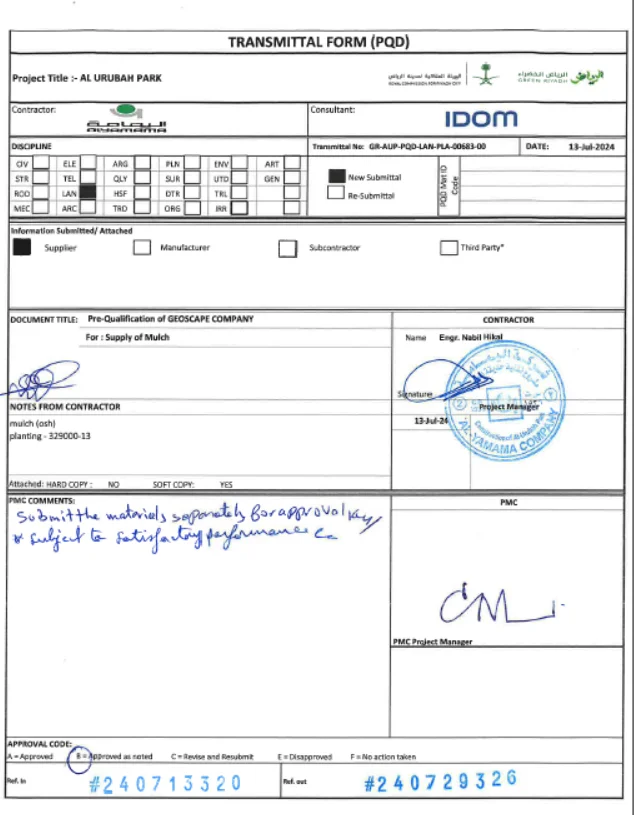 TRANSMITTAL FORM (PQD)
Project Title :- AL URUBAH PARK
الهيئة الملكية لمدينة الرياض
ROYAL COMMISSION FOR RIYADH CITY
الرياض الخضراء
GREEN RIYADH
الرياض
Contractor:
اليمامة
ALYAMAMA
Consultant:
IDOM
DISCIPLINE
Transmittal No: GR-AUP-PQD-LAN-PLA-00683-00
DATE: 13-Jul-2024
CIV ELE ARG PLN ENV ART
STR TEL QLY SUR UTD GEN
ROD LAN HSF DTR TRL
MEC ARC TRD ORG IRR
New Submittal
Re-Submittal
PQD Mat ID
Code
Information Submitted/ Attached
Supplier Manufacturer Subcontractor Third Party*
DOCUMENT TITLE: Pre-Qualification of GEOSCAPE COMPANY
For : Supply of Mulch
CONTRACTOR
Name Engr. Nabil Hikal
Signature
Project Manager
13-Jul-24
AL YAMAMA COMPANY
NOTES FROM CONTRACTOR
mulch (osh)
planting - 329000-13
Attached: HARD COPY : NO SOFT COPY: YES
PMC COMMENTS:
Submit the materials separately for approval
& subject to satisfactory performance
PMC
PMC Project Manager
APPROVAL CODE:
A = Approved B = Approved as noted C = Revise and Resubmit E = Disapproved F = No action taken
Ref. in #240713320
Ref. out #240729326